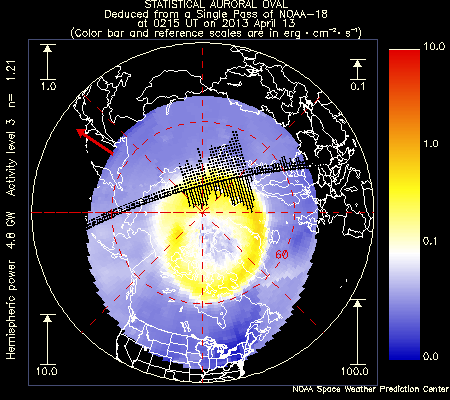 STATISTICAL AURORAL OVAL
Deduced from a Single Pass of NOAA-18
at 0215 UT on 2013 April 13
(Color bar and reference scales are in erg·cm⁻²·s⁻¹)
Hemispheric power 4.8 GW Activity level 3 n= 1.21
1.0
0.1
10.0
100.0
60
10.0
1.0
0.1
0.0
NOAA Space Weather Prediction Center